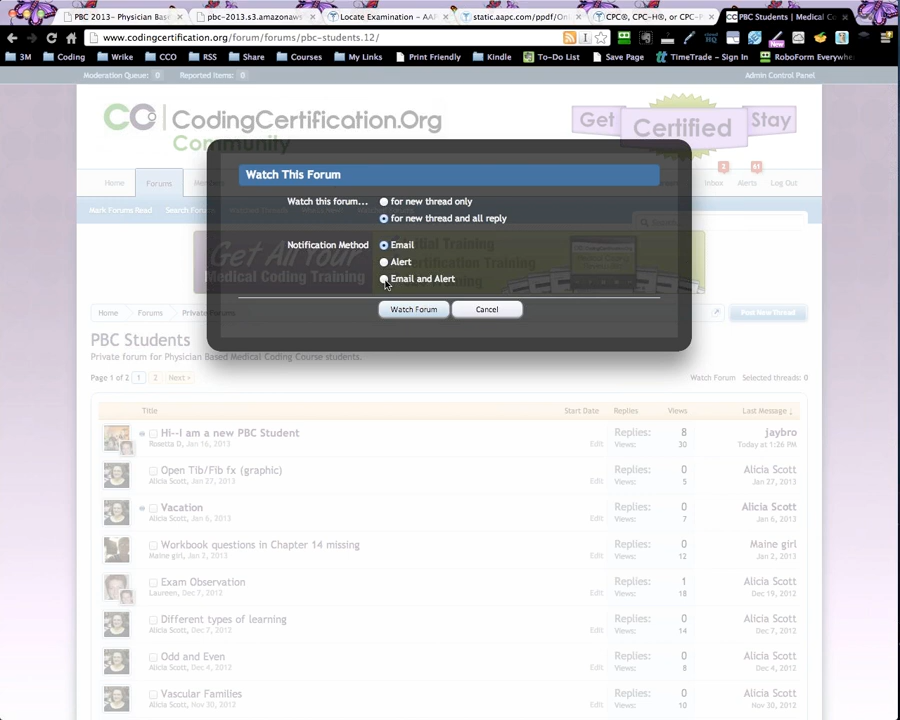 PBC 2013- Physician Base
pbc-2013.s3.amazonaws
Locate Examination - AA
static.aapc.com/ppdf/On
CPC®, CPC-H®, or CPC-
PBC Students | Medical Co
www.codingcertification.org/forum/forums/pbc-students.12/
3M Coding Wrike CCO RSS Share Courses My Links Print Friendly Kindle To-Do List Save Page TimeTrade - Sign In RoboForm Everywhe
Moderation Queue: 0 Reported Items: 0 Admin Control Panel
CodingCertification.Org
Community
Get Certified Stay
Home Forums Inbox 2 Alerts 61 Log Out
Mark Forums Read Search Forums
Watch This Forum
Watch this forum... for new thread only
for new thread and all reply
Notification Method Email
Alert
Email and Alert
Watch Forum Cancel
Get All Your
Medical Coding Training
Home Forums Private Forums Post New Thread
PBC Students
Private forum for Physician Based Medical Coding Course students.
Page 1 of 2 1 2 Next > Watch Forum Selected threads: 0
Title Start Date Replies Views Last Message ↓
Hi--I am a new PBC Student Replies: 8 jaybro
Rosetta D, Jan 16, 2013 Edit Views: 30 Today at 1:26 PM
Open Tib/Fib fx (graphic) Replies: 0 Alicia Scott
Alicia Scott, Jan 27, 2013 Edit Views: 5 Jan 27, 2013
Vacation Replies: 0 Alicia Scott
Alicia Scott, Jan 6, 2013 Edit Views: 7 Jan 6, 2013
Workbook questions in Chapter 14 missing Replies: 0 Maine girl
Maine girl, Jan 2, 2013 Edit Views: 12 Jan 2, 2013
Exam Observation Replies: 1 Alicia Scott
Laureen, Dec 7, 2012 Edit Views: 18 Dec 19, 2012
Different types of learning Replies: 0 Alicia Scott
Alicia Scott, Dec 7, 2012 Edit Views: 14 Dec 7, 2012
Odd and Even Replies: 0 Alicia Scott
Alicia Scott, Dec 4, 2012 Edit Views: 8 Dec 4, 2012
Vascular Families Replies: 0 Alicia Scott
Alicia Scott, Nov 30, 2012 Edit Views: 10 Nov 30, 2012